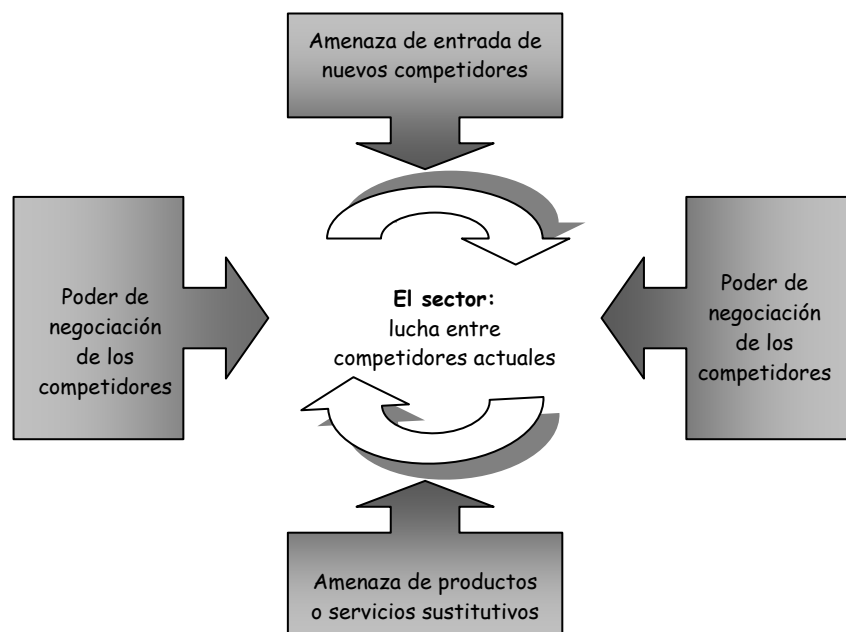 Amenaza de entrada de
nuevos competidores
Poder de
negociación
de los
competidores
El sector:
lucha entre
competidores actuales
Poder de
negociación
de los
competidores
Amenaza de productos
o servicios sustitutivos